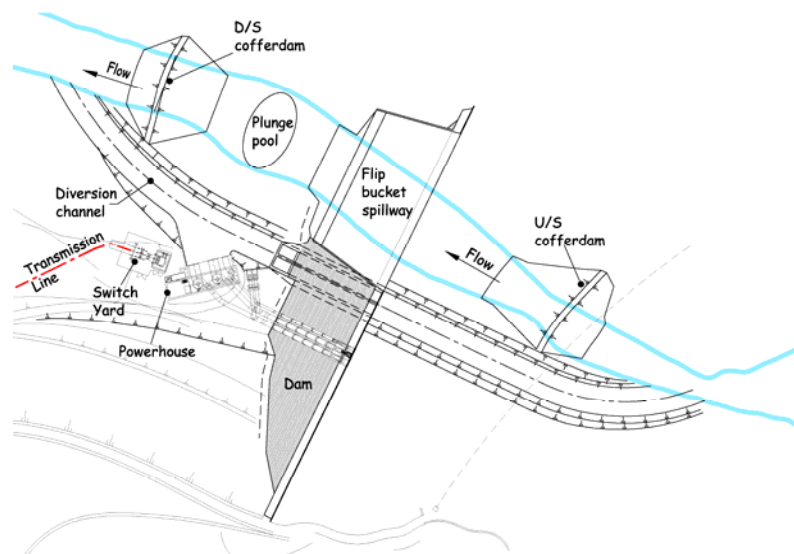 D/S
cofferdam
Flow
Plunge
pool
Flip
bucket
spillway
Diversion
channel
U/S
cofferdam
Flow
Transmission
Line
Switch
Yard
Powerhouse
Dam